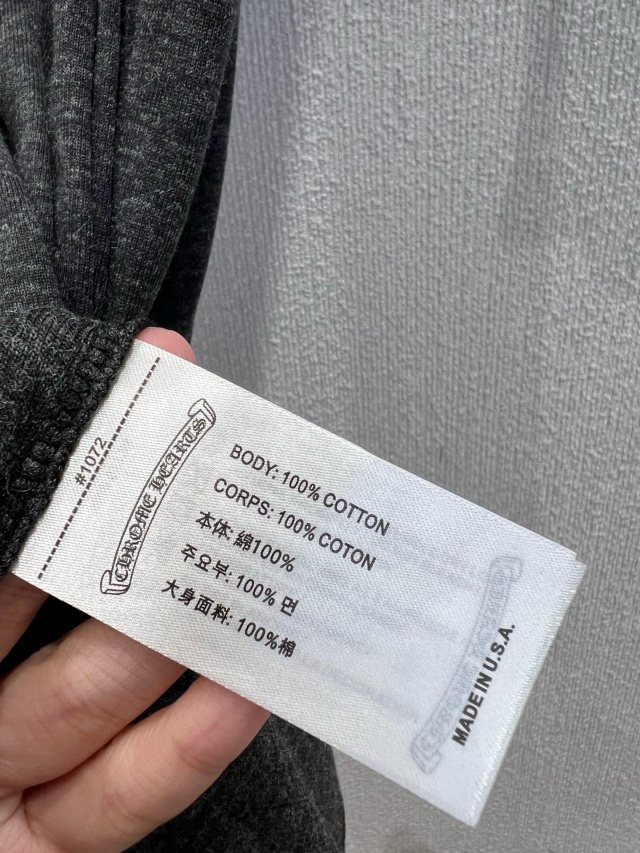 #1072
CHROME HEARTS
BODY: 100% COTTON
CORPS: 100% COTON
本体: 綿100%
주요부: 100% 면
大身面料: 100%棉
MADE IN U.S.A.